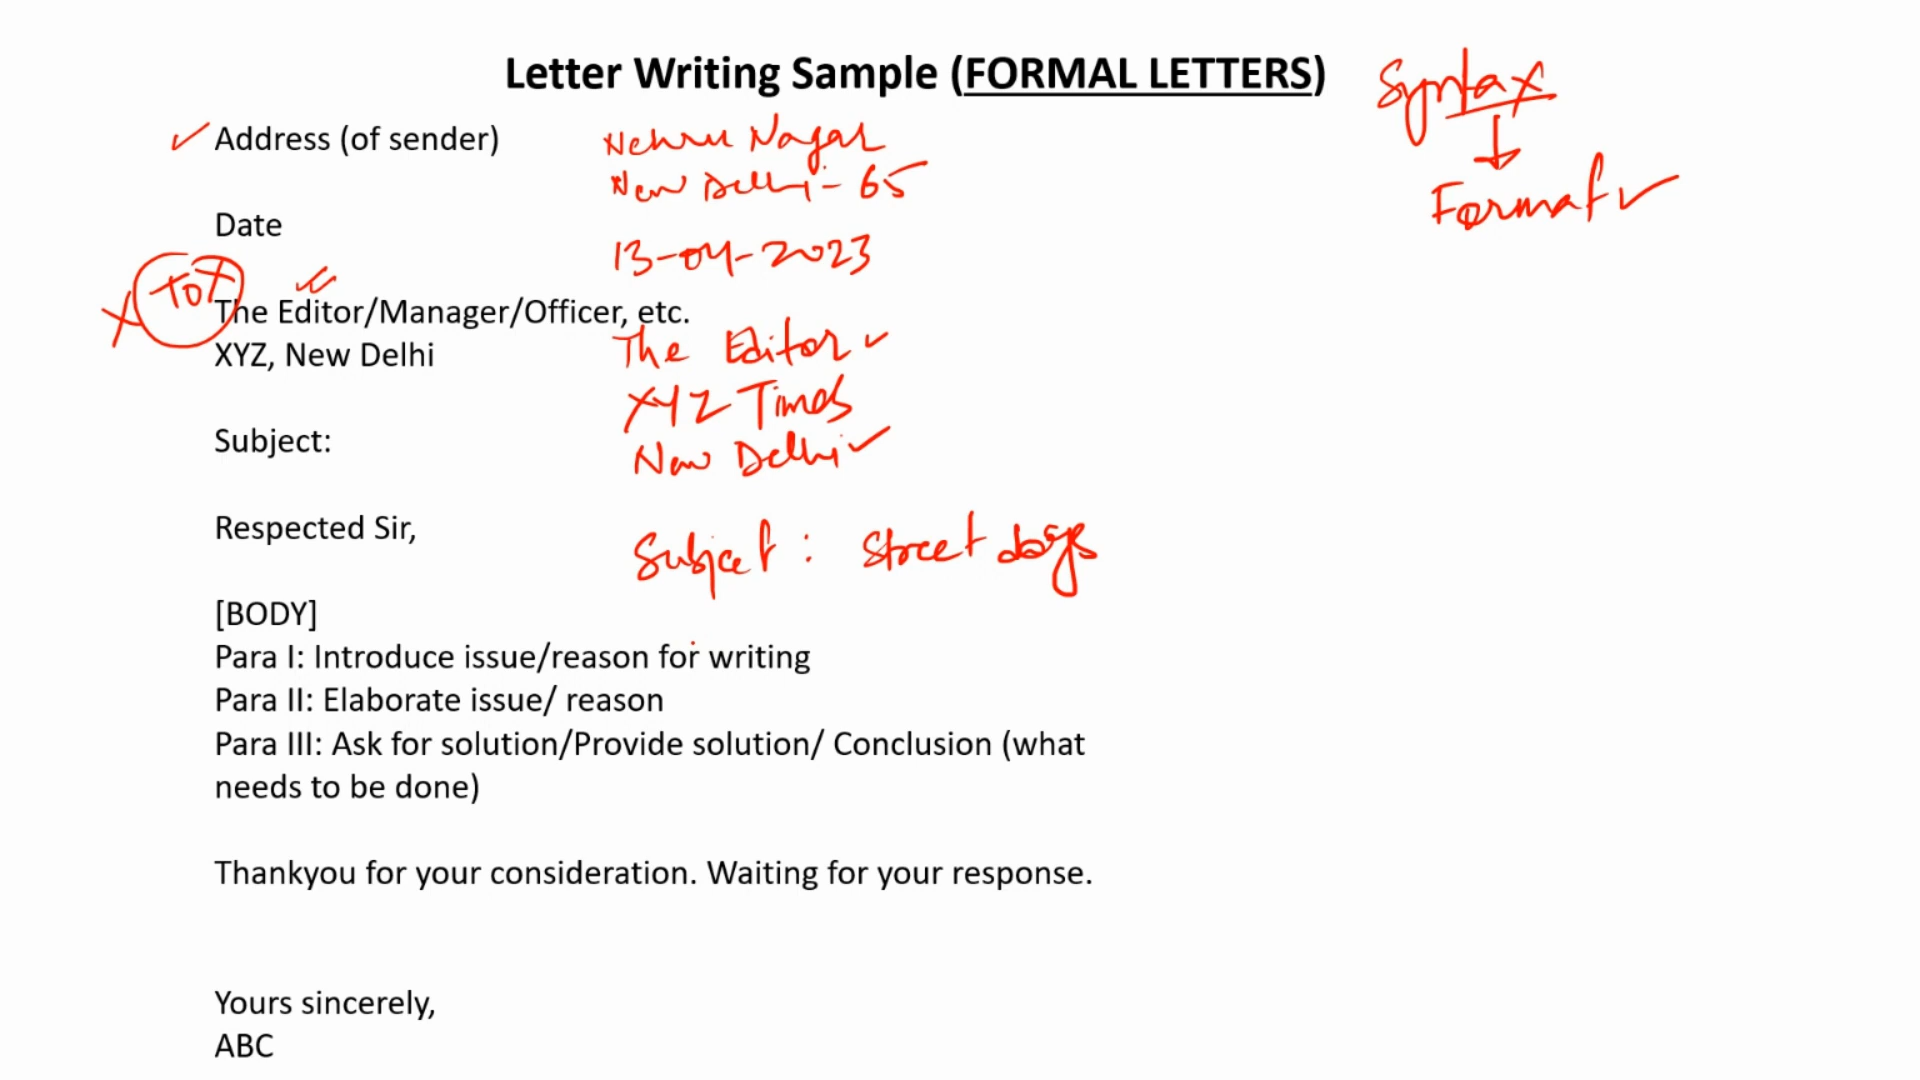 Letter Writing Sample (FORMAL LETTERS)
Syntax
Format
Address (of sender)
Nehru Nagar
New Delhi - 65
Date
13-04-2023
To
The Editor/Manager/Officer, etc.
XYZ, New Delhi
The Editor
XYZ Times
New Delhi
Subject:
Respected Sir,
Subject : Street dogs
[BODY]
Para I: Introduce issue/reason for writing
Para II: Elaborate issue/ reason
Para III: Ask for solution/Provide solution/ Conclusion (what
needs to be done)
Thankyou for your consideration. Waiting for your response.
Yours sincerely,
ABC